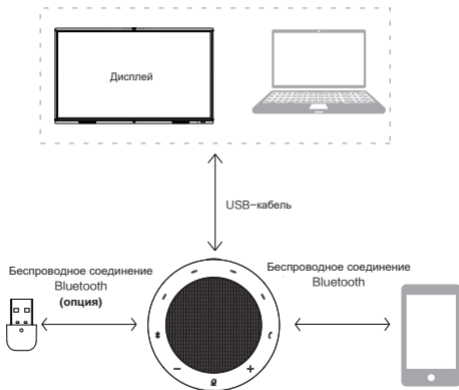 Дисплей
USB-кабель
Беспроводное соединение
Bluetooth
(опция)
Беспроводное соединение
Bluetooth